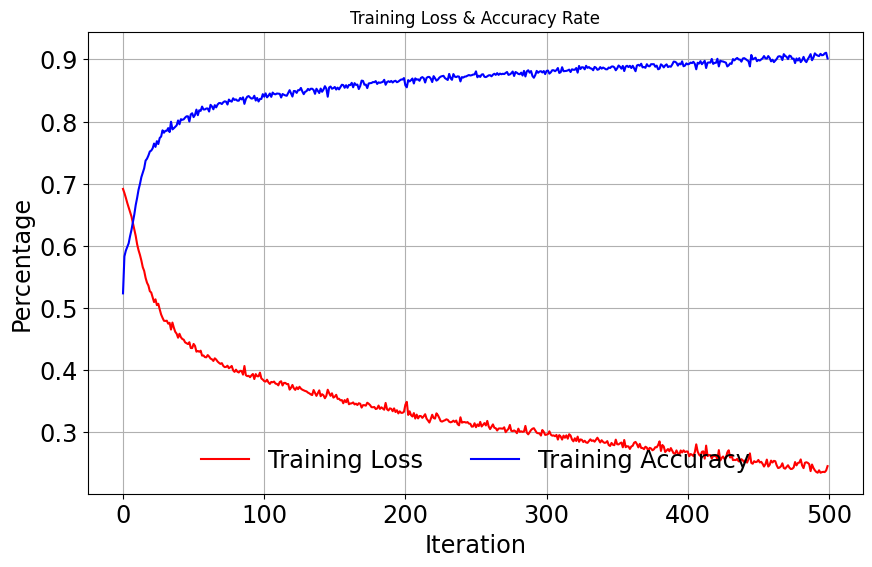 Training Loss & Accuracy Rate
0.9
0.8
0.7
0.6
0.5
0.4
0.3
Percentage
Training Loss Training Accuracy
0 100 200 300 400 500
Iteration